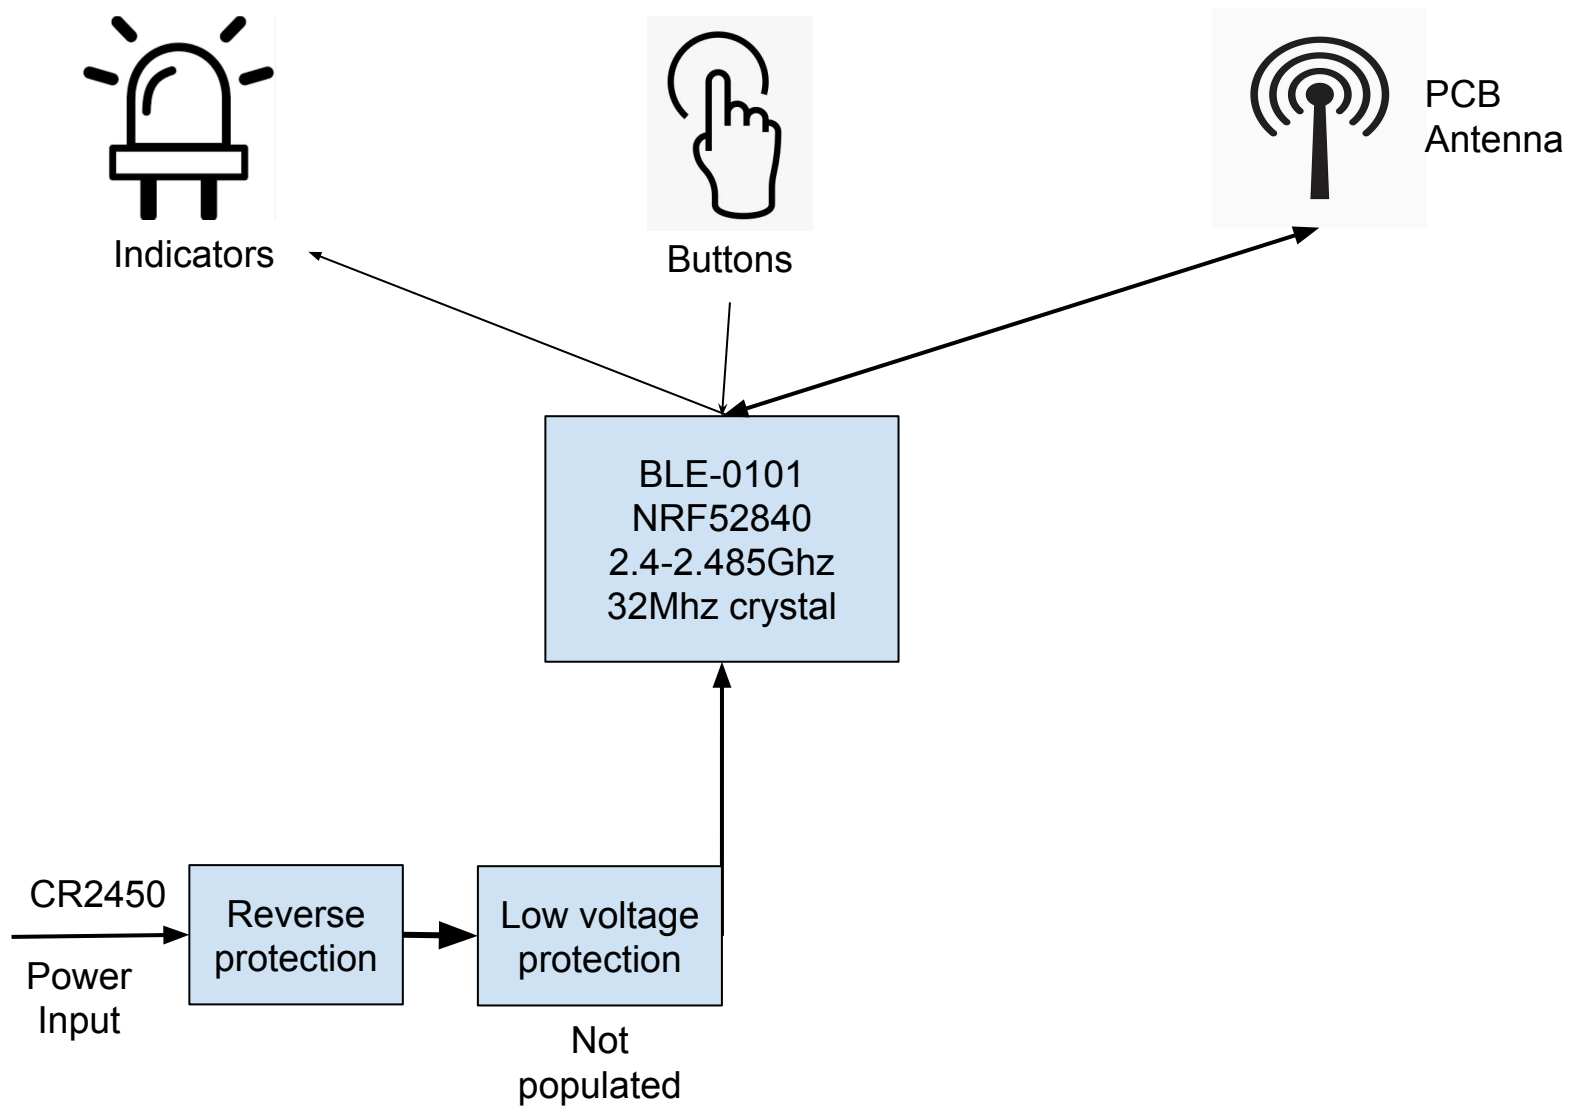 Indicators
Buttons
PCB
Antenna
BLE-0101
NRF52840
2.4-2.485Ghz
32Mhz crystal
CR2450
Power
Input
Reverse
protection
Low voltage
protection
Not
populated